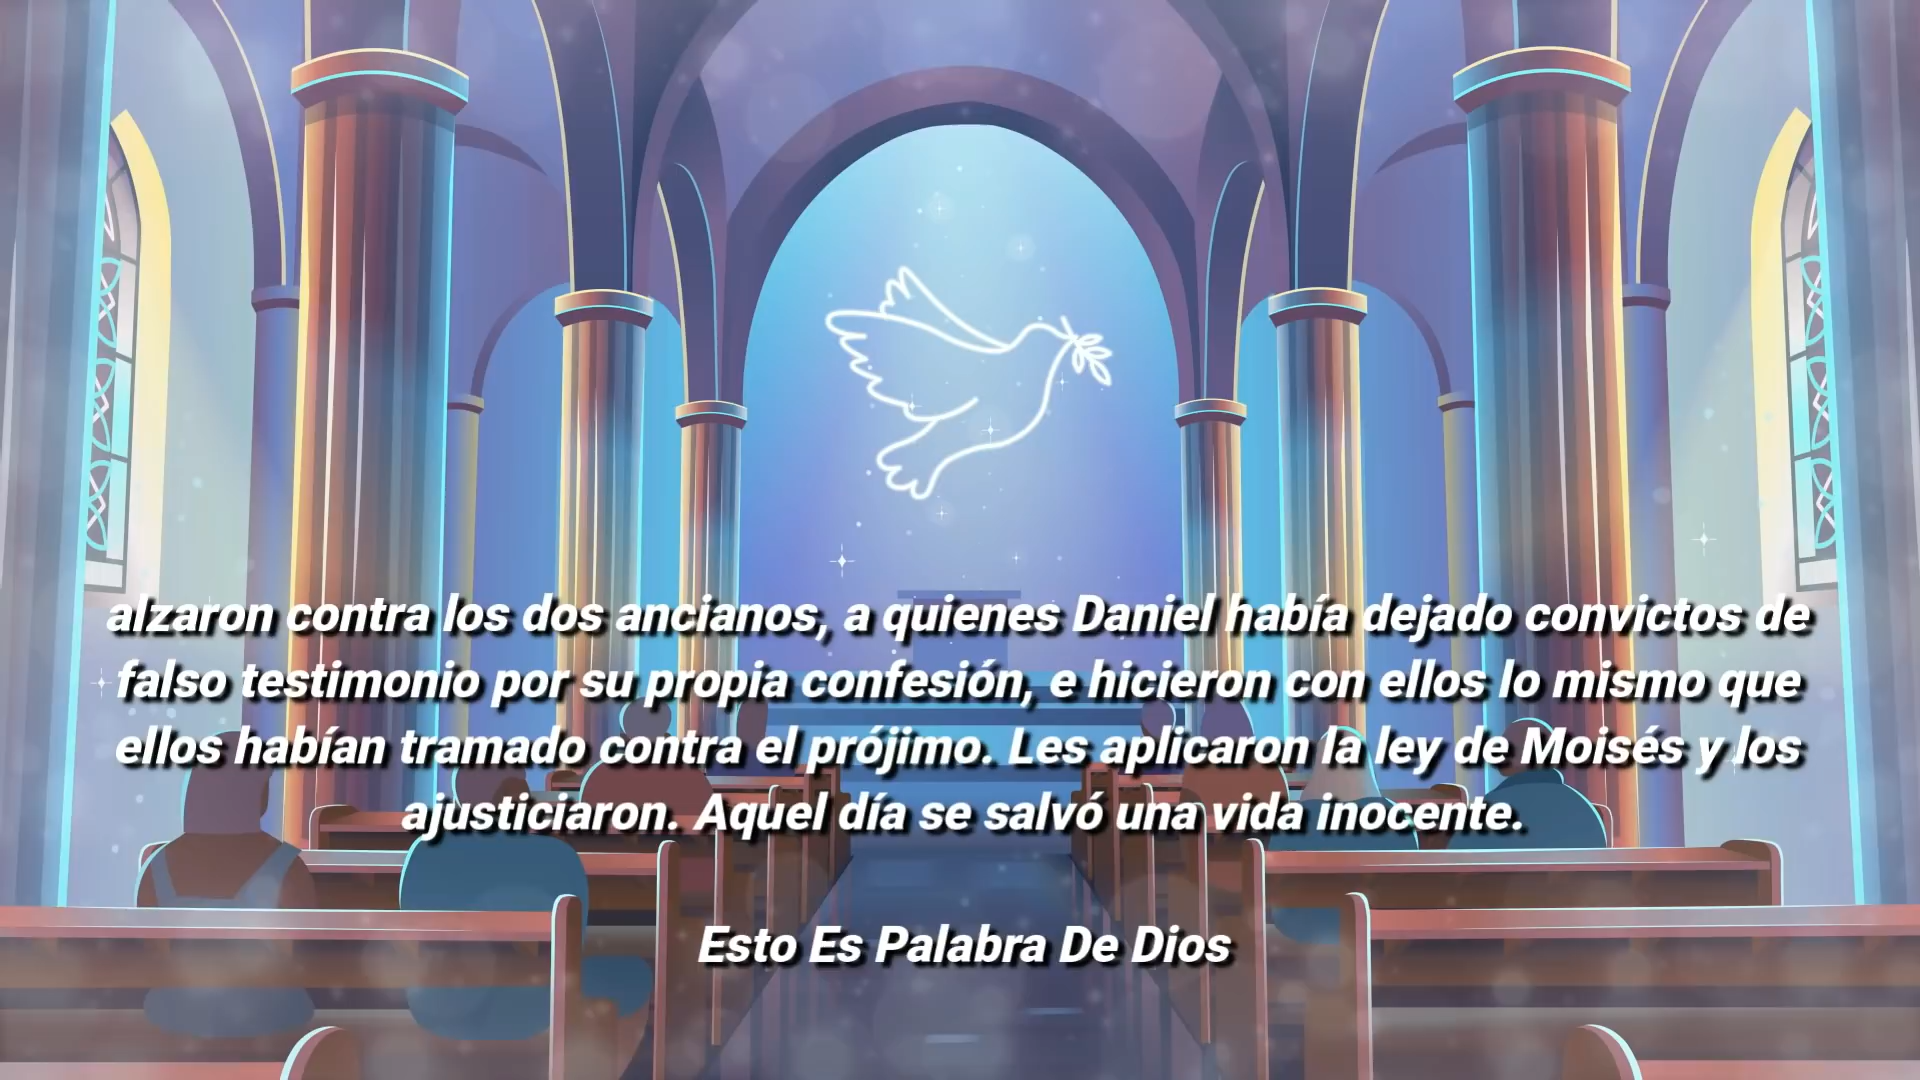 alzaron contra los dos ancianos, a quienes Daniel había dejado convictos de
falso testimonio por su propia confesión, e hicieron con ellos lo mismo que
ellos habían tramado contra el prójimo. Les aplicaron la ley de Moisés y los
ajusticiaron. Aquel día se salvó una vida inocente.
Esto Es Palabra De Dios